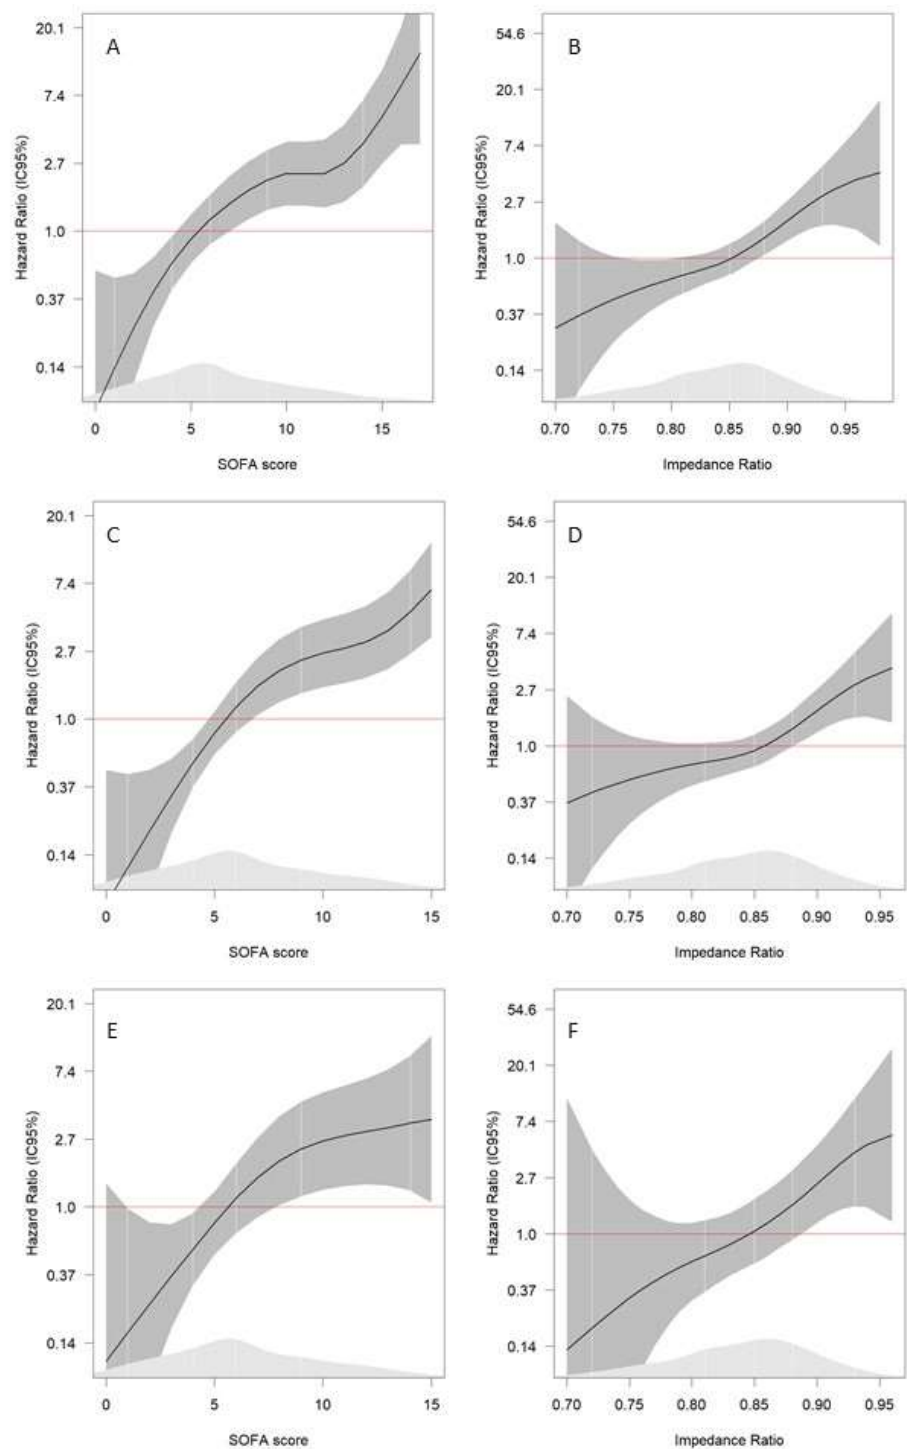 A
Hazard Ratio (IC95%)
20.1
7.4
2.7
1.0
0.37
0.14
0 5 10 15
SOFA score
B
Hazard Ratio (IC95%)
54.6
20.1
7.4
2.7
1.0
0.37
0.14
0.70 0.75 0.80 0.85 0.90 0.95
Impedance Ratio
C
Hazard Ratio (IC95%)
20.1
7.4
2.7
1.0
0.37
0.14
0 5 10 15
SOFA score
D
Hazard Ratio (IC95%)
54.6
20.1
7.4
2.7
1.0
0.37
0.14
0.70 0.75 0.80 0.85 0.90 0.95
Impedance Ratio
E
Hazard Ratio (IC95%)
20.1
7.4
2.7
1.0
0.37
0.14
0 5 10 15
SOFA score
F
Hazard Ratio (IC95%)
54.6
20.1
7.4
2.7
1.0
0.37
0.14
0.70 0.75 0.80 0.85 0.90 0.95
Impedance Ratio